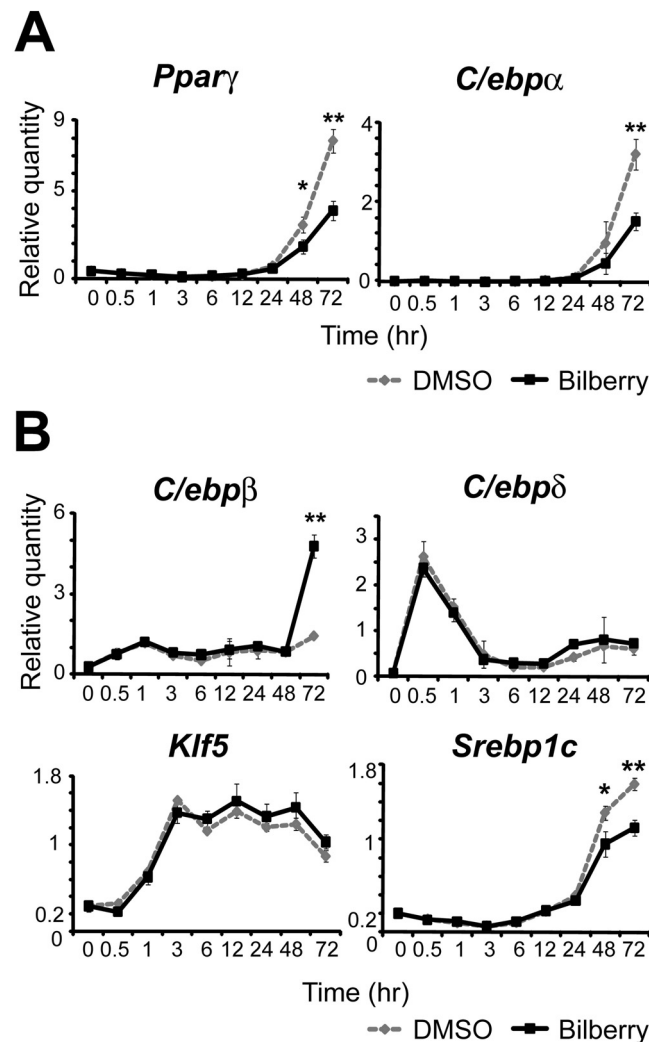 A
Pparγ
C/ebpα
Relative quantity
9
5
0
*
**
0 0.5 1 3 6 12 24 48 72
4
2
0
**
0 0.5 1 3 6 12 24 48 72
Time (hr)
DMSO Bilberry
B
C/ebpβ
C/ebpδ
Relative quantity
6
3
0
**
0 0.5 1 3 6 12 24 48 72
3
2
1
0
0 0.5 1 3 6 12 24 48 72
Klf5
Srebp1c
1.8
1
0.2
0
0 0.5 1 3 6 12 24 48 72
1.8
1
0.2
0
*
**
0 0.5 1 3 6 12 24 48 72
Time (hr)
DMSO Bilberry